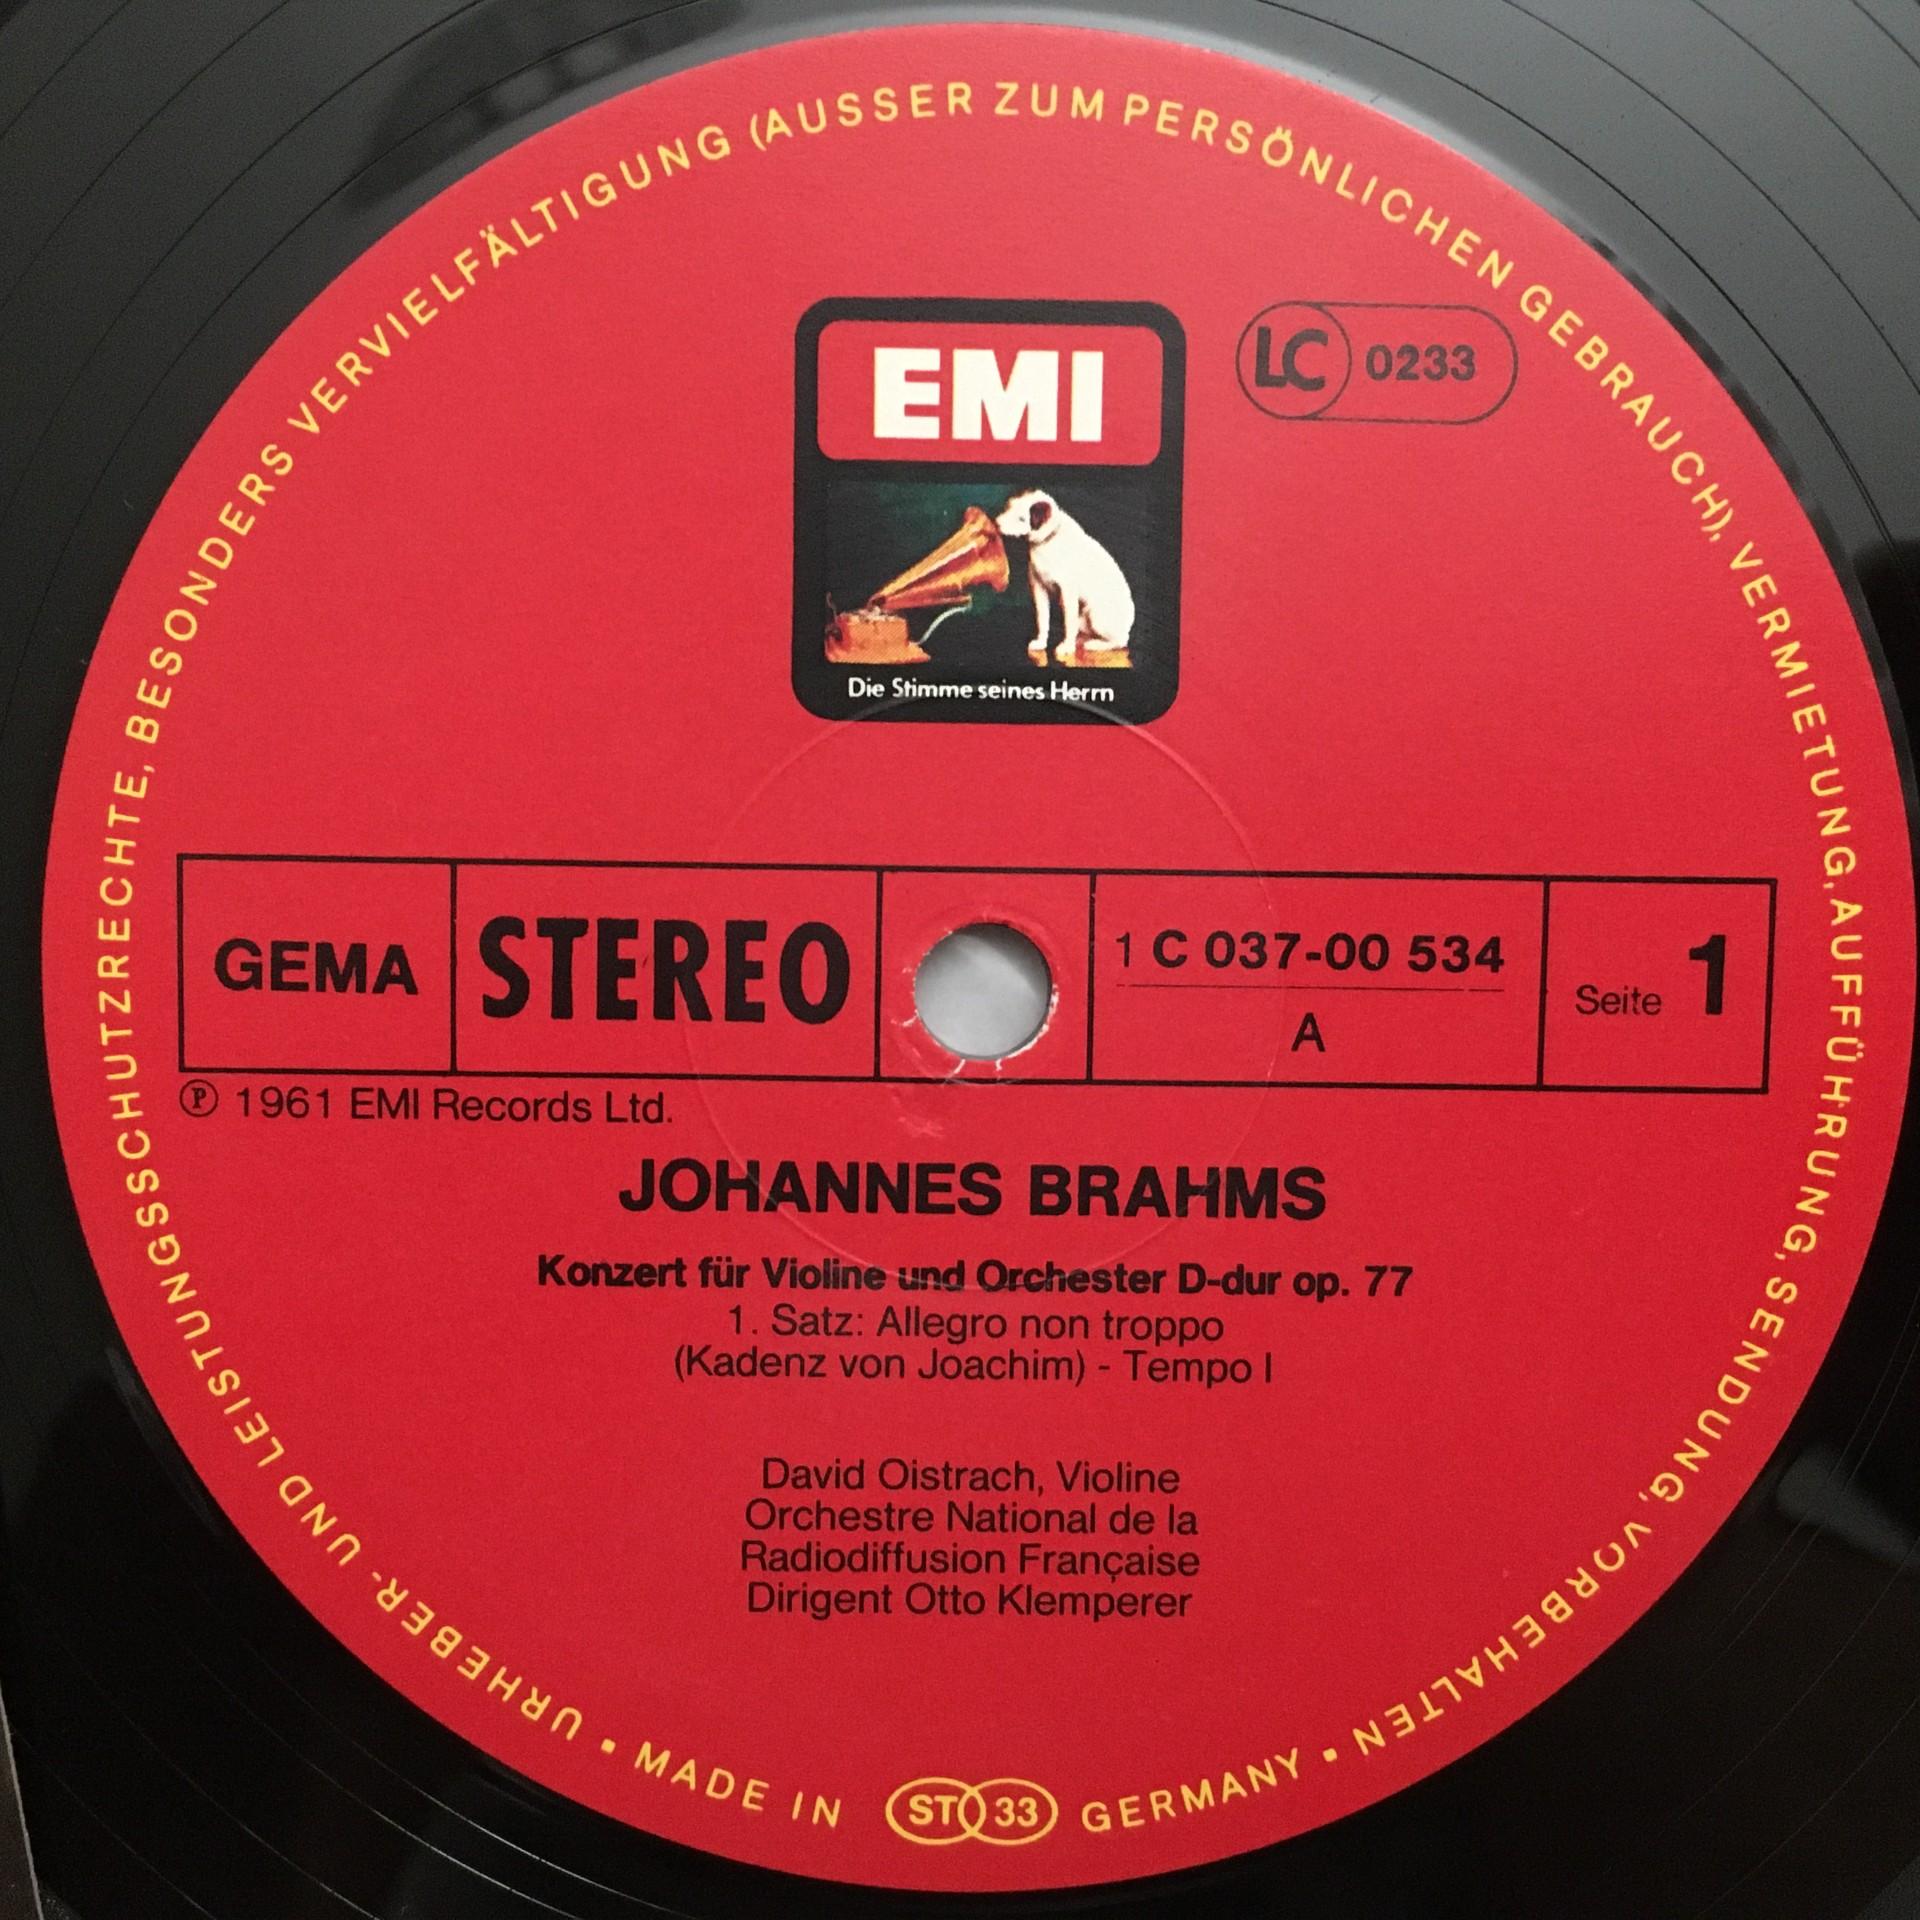 URHEBER- UND LEISTUNGSSCHUTZRECHTE, BESONDERS VERVIELFÄLTIGUNG (AUSSER ZUM PERSÖNLICHEN GEBRAUCH), VERMIETUNG, AUFFÜHRUNG, SENDUNG, VORBEHALTEN •
EMI
LC 0233
Die Stimme seines Herrn
GEMA STEREO 1 C 037-00 534 Seite 1
A
℗ 1961 EMI Records Ltd.
JOHANNES BRAHMS
Konzert für Violine und Orchester D-dur op. 77
1. Satz: Allegro non troppo
(Kadenz von Joachim) - Tempo I
David Oistrach, Violine
Orchestre National de la
Radiodiffusion Française
Dirigent Otto Klemperer
• MADE IN ST 33 GERMANY